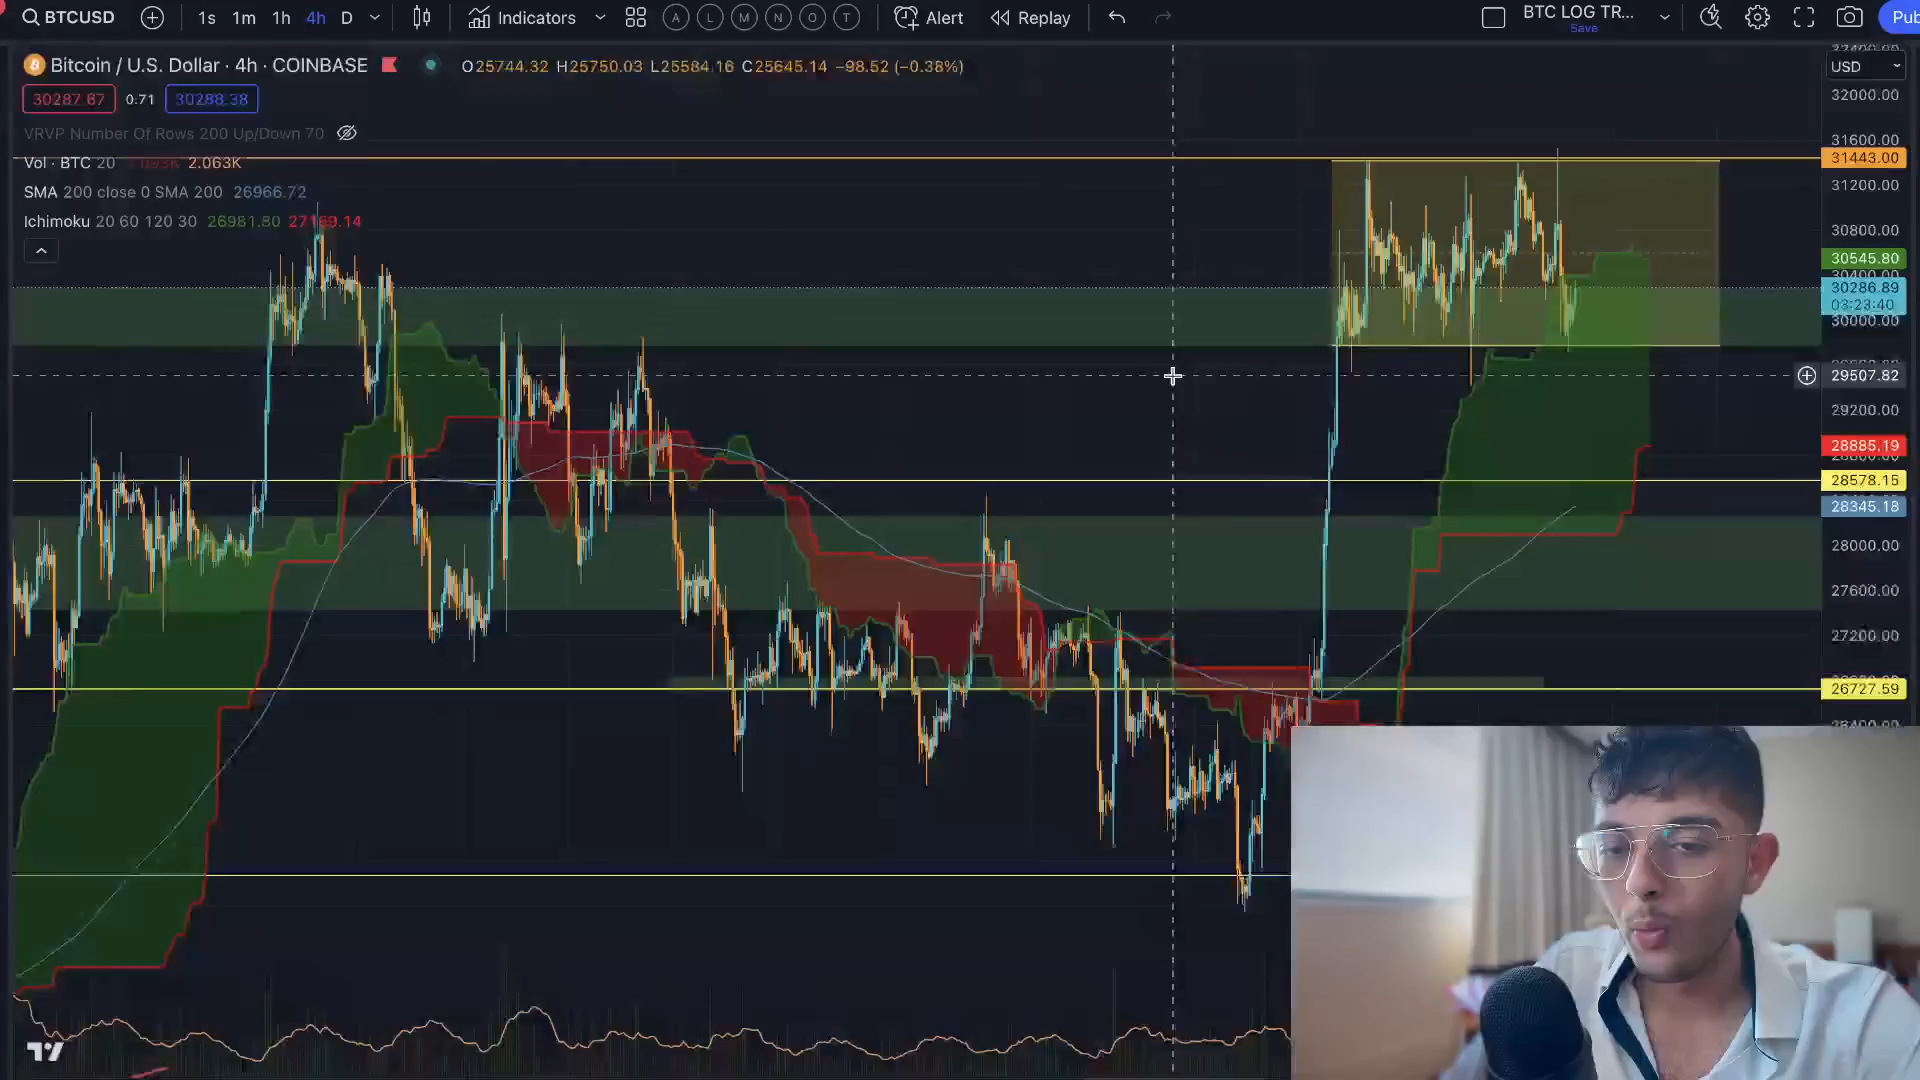 BTCUSD 1s 1m 1h 4h D Indicators A L M N O T Alert Replay BTC LOG TR... Save Pub
Bitcoin / U.S. Dollar · 4h · COINBASE O25744.32 H25750.03 L25584.16 C25645.14 −98.52 (−0.38%)
USD
30287.67 0.71 30288.38
32000.00
VRVP Number Of Rows 200 Up/Down 70
31600.00
Vol · BTC 20 2.063K
31443.00
31200.00
SMA 200 close 0 SMA 200 26966.72
Ichimoku 20 60 120 30 26981.80
30800.00
30545.80
30286.89
03:23:40
30000.00
29507.82
29200.00
28885.19
28578.15
28345.18
28000.00
27600.00
27200.00
26727.59